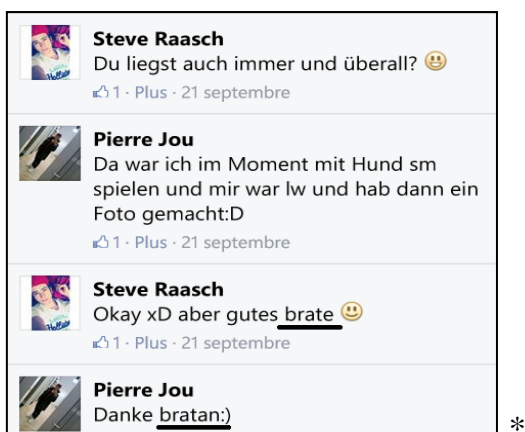 Steve Raasch
Du liegst auch immer und überall? 😃
1 · Plus · 21 septembre
Pierre Jou
Da war ich im Moment mit Hund sm
spielen und mir war lw und hab dann ein
Foto gemacht:D
1 · Plus · 21 septembre
Steve Raasch
Okay xD aber gutes brate 🙂
1 · Plus · 21 septembre
Pierre Jou
Danke bratan:)
*